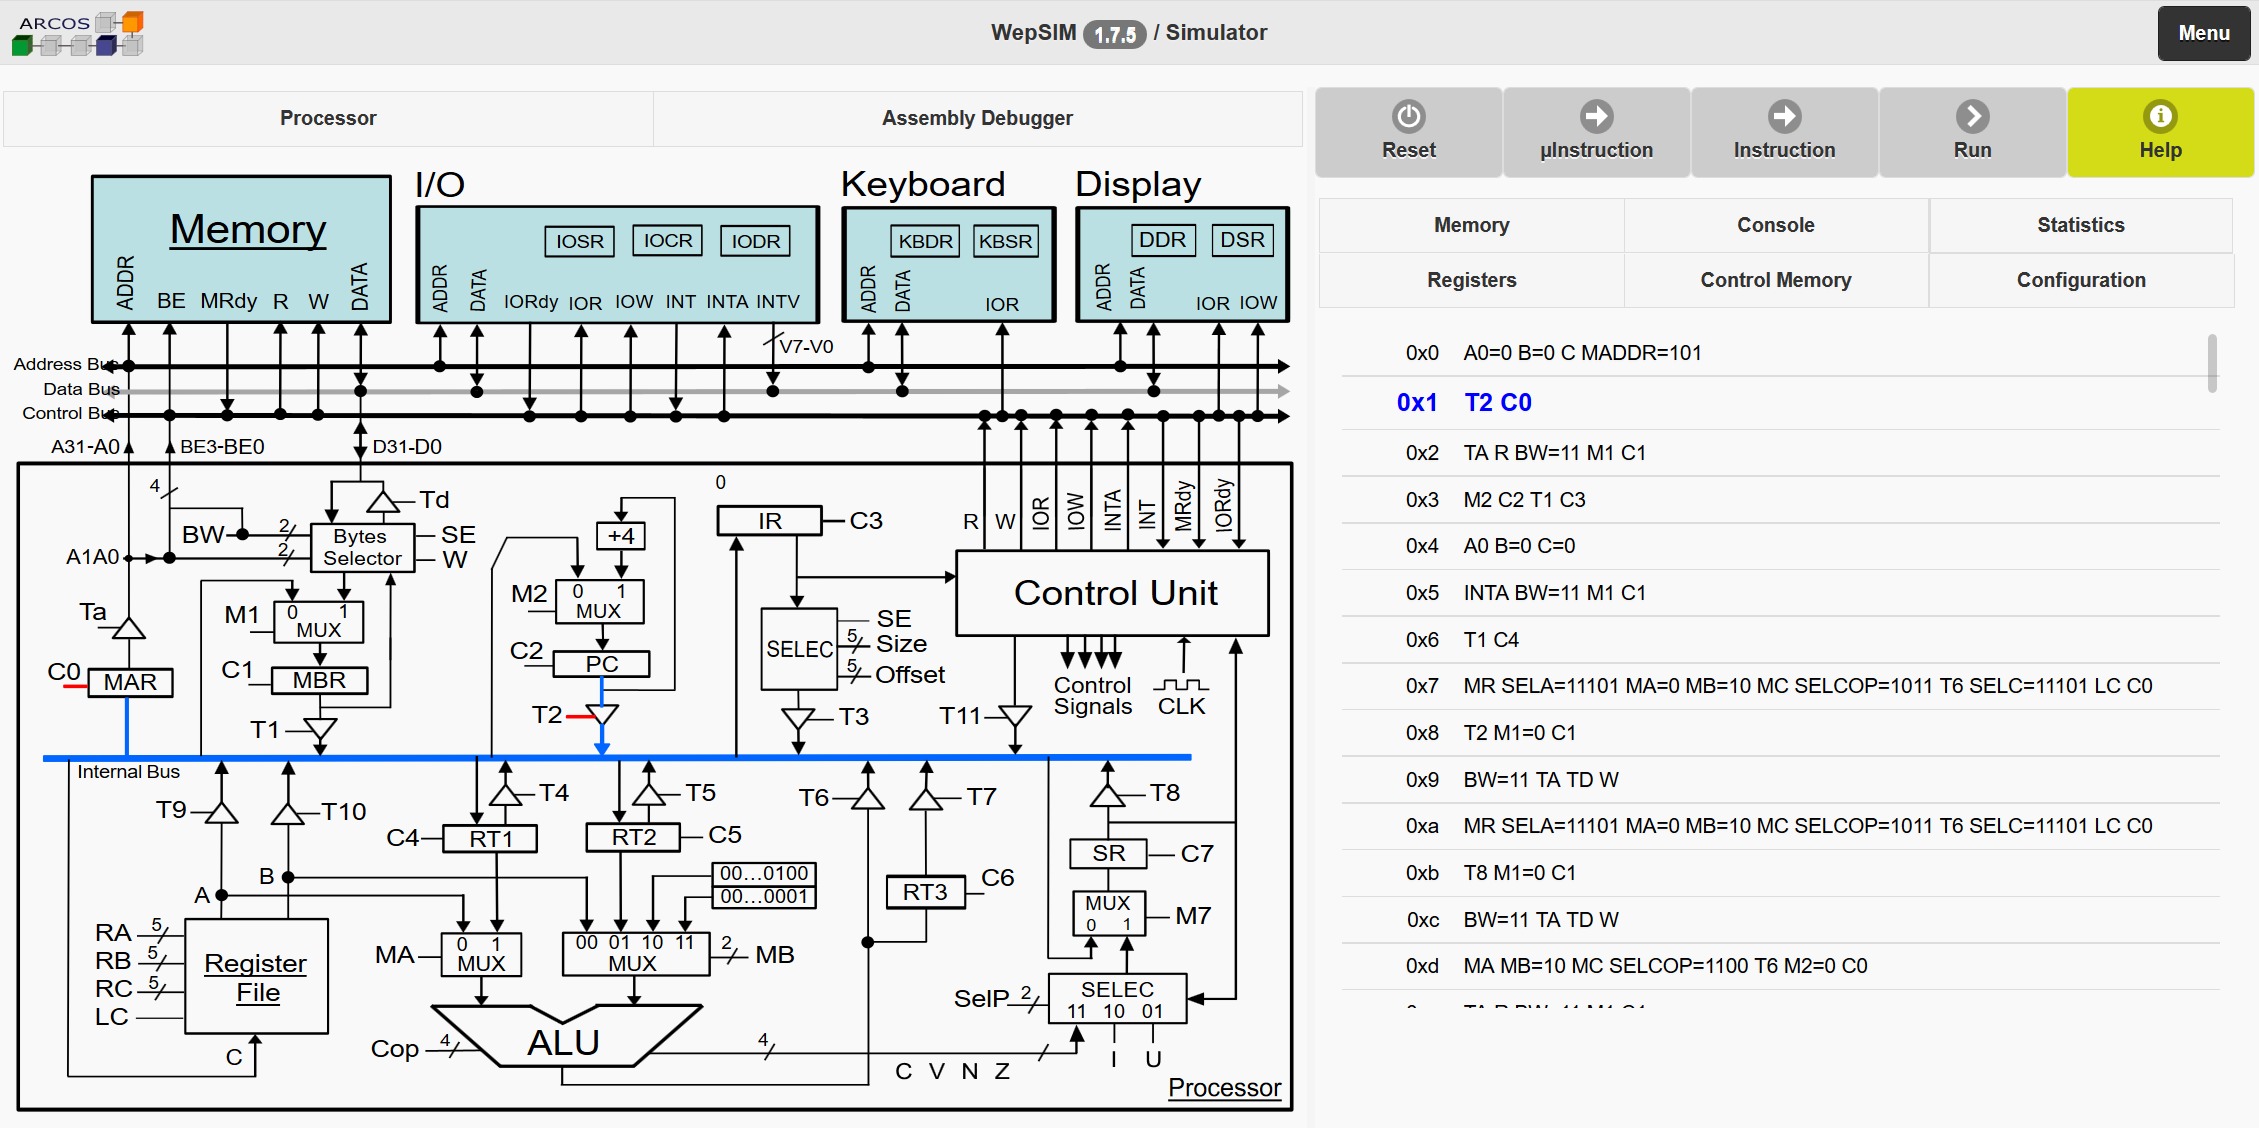 ARCOS
WepSIM 1.7.5 / Simulator
Menu
Processor
Assembly Debugger
Reset
µInstruction
Instruction
Run
Help
Memory
Console
Statistics
Registers
Control Memory
Configuration
0x0 A0=0 B=0 C MADDR=101
0x1 T2 C0
0x2 TA R BW=11 M1 C1
0x3 M2 C2 T1 C3
0x4 A0 B=0 C=0
0x5 INTA BW=11 M1 C1
0x6 T1 C4
0x7 MR SELA=11101 MA=0 MB=10 MC SELCOP=1011 T6 SELC=11101 LC C0
0x8 T2 M1=0 C1
0x9 BW=11 TA TD W
0xa MR SELA=11101 MA=0 MB=10 MC SELCOP=1011 T6 SELC=11101 LC C0
0xb T8 M1=0 C1
0xc BW=11 TA TD W
0xd MA MB=10 MC SELCOP=1100 T6 M2=0 C0
Memory
ADDR BE MRdy R W DATA
I/O
IOSR IOCR IODR
ADDR DATA IORdy IOR IOW INT INTA INTV
Keyboard
KBDR KBSR
ADDR DATA IOR
Display
DDR DSR
ADDR DATA IOR IOW
V7-V0
Address Bus
Data Bus
Control Bus
A31-A0 BE3-BE0 D31-D0
4
Td
BW 2
2
A1A0
Bytes
Selector
SE
W
+4
0
IR C3
R W IOR IOW INTA INT MRdy IORdy
Control Unit
Ta
M1 0 1
MUX
M2 0 1
MUX
C0 MAR
C1 MBR
C2 PC
SELEC
SE
5 Size
5 Offset
Control
Signals
CLK
T1
T2
T3
T11
Internal Bus
T9
T10
T4
T5
T6
T7
T8
C4 RT1
RT2 C5
SR C7
00...0100
00...0001
RT3 C6
A
B
MUX
0 1
M7
RA 5
RB 5
RC 5
LC
Register
File
C
MA 0 1
MUX
00 01 10 11
MUX
2 MB
SelP 2
SELEC
11 10 01
I U
Cop 4
ALU
4
C V N Z
Processor